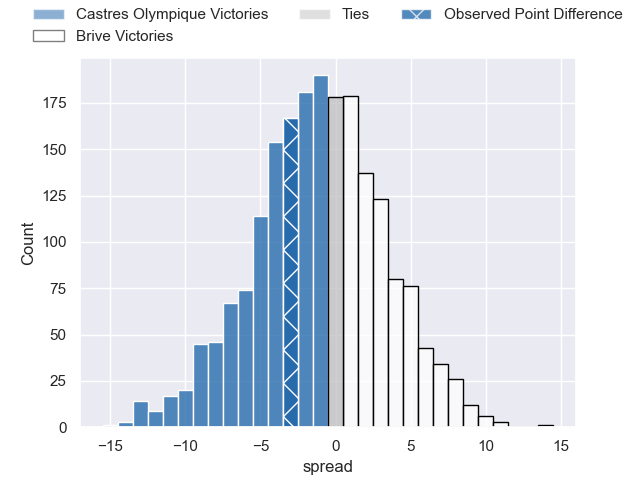 Castres Olympique Victories
Ties
Observed Point Difference
Brive Victories
175
150
125
100
75
50
25
0
Count
−15 −10 −5 0 5 10 15
spread